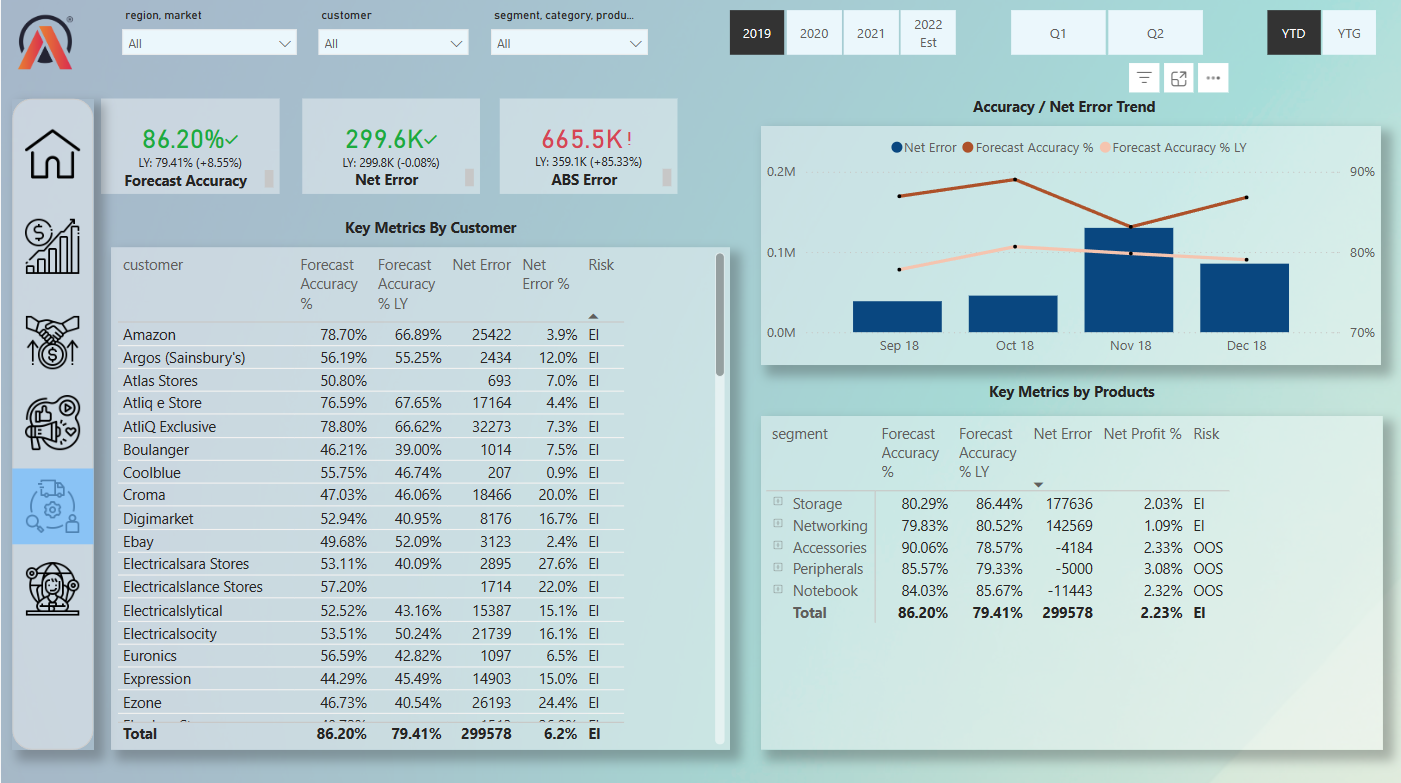 region, market
customer
segment, category, produ...
All
All
All
2019
2020
2021
2022
Est
Q1
Q2
YTD
YTG
86.20%
LY: 79.41% (+8.55%)
Forecast Accuracy
299.6K
LY: 299.8K (-0.08%)
Net Error
665.5K!
LY: 359.1K (+85.33%)
ABS Error
Accuracy / Net Error Trend
Net Error Forecast Accuracy % Forecast Accuracy % LY
0.2M
0.1M
0.0M
90%
80%
70%
Sep 18 Oct 18 Nov 18 Dec 18
Key Metrics By Customer
customer Forecast Accuracy % Forecast Accuracy % LY Net Error Net Error % Risk
Amazon 78.70% 66.89% 25422 3.9% EI
Argos (Sainsbury's) 56.19% 55.25% 2434 12.0% EI
Atlas Stores 50.80% 693 7.0% EI
Atliq e Store 76.59% 67.65% 17164 4.4% EI
AtliQ Exclusive 78.80% 66.62% 32273 7.3% EI
Boulanger 46.21% 39.00% 1014 7.5% EI
Coolblue 55.75% 46.74% 207 0.9% EI
Croma 47.03% 46.06% 18466 20.0% EI
Digimarket 52.94% 40.95% 8176 16.7% EI
Ebay 49.68% 52.09% 3123 2.4% EI
Electricalsara Stores 53.11% 40.09% 2895 27.6% EI
Electricalslance Stores 57.20% 1714 22.0% EI
Electricalslytical 52.52% 43.16% 15387 15.1% EI
Electricalsocity 53.51% 50.24% 21739 16.1% EI
Euronics 56.59% 42.82% 1097 6.5% EI
Expression 44.29% 45.49% 14903 15.0% EI
Ezone 46.73% 40.54% 26193 24.4% EI
Total 86.20% 79.41% 299578 6.2% EI
Key Metrics by Products
segment Forecast Accuracy % Forecast Accuracy % LY Net Error Net Profit % Risk
Storage 80.29% 86.44% 177636 2.03% EI
Networking 79.83% 80.52% 142569 1.09% EI
Accessories 90.06% 78.57% -4184 2.33% OOS
Peripherals 85.57% 79.33% -5000 3.08% OOS
Notebook 84.03% 85.67% -11443 2.32% OOS
Total 86.20% 79.41% 299578 2.23% EI